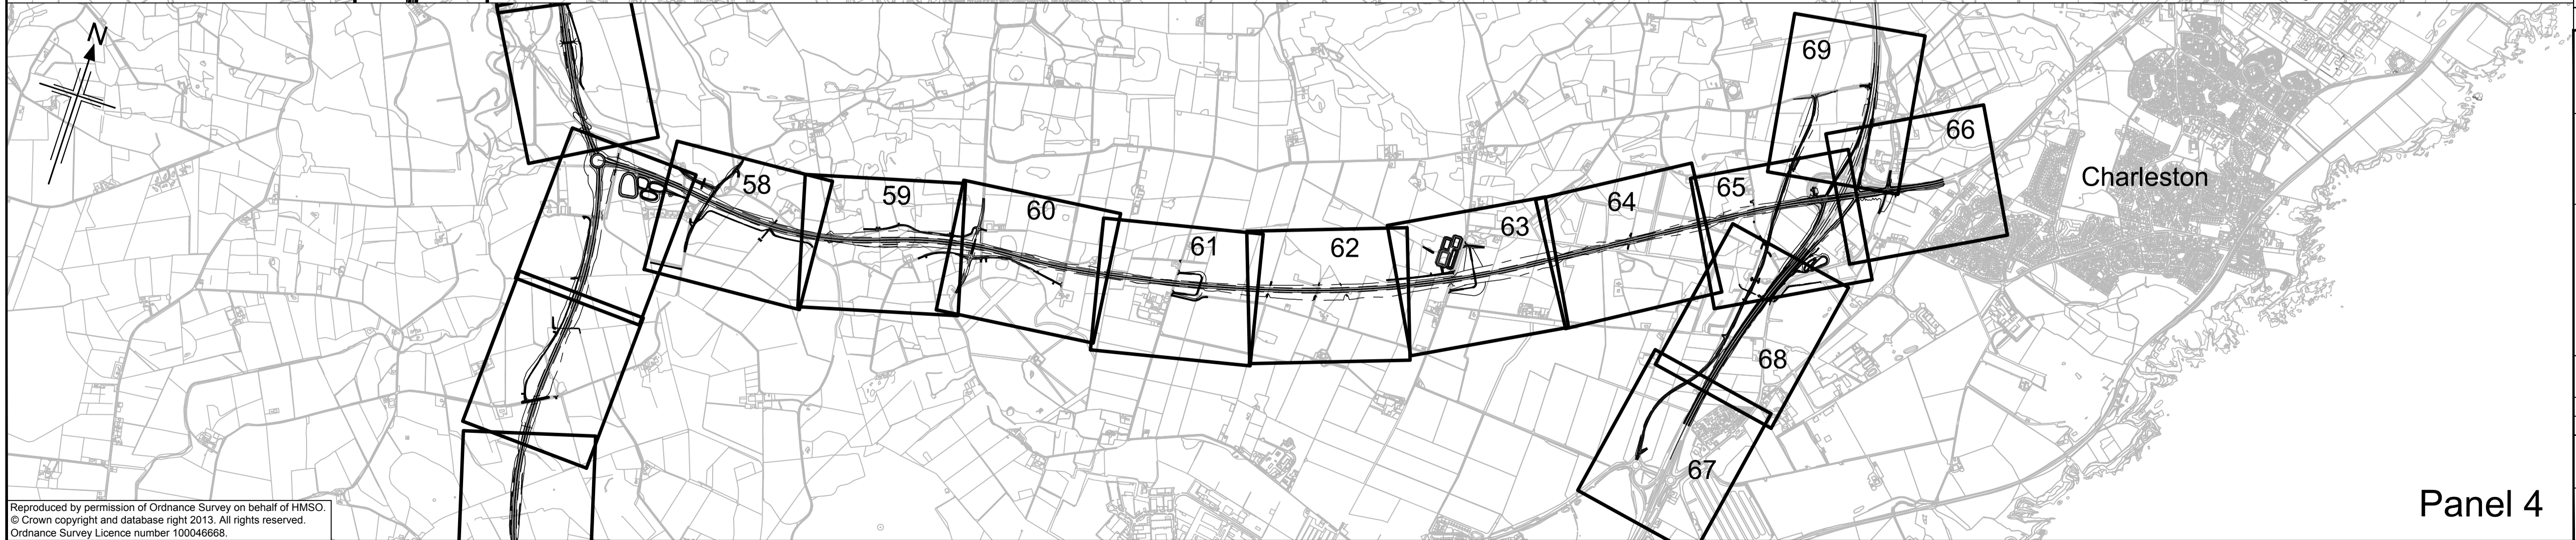 N
69
66
58
59
60
61
62
63
64
65
Charleston
68
67
Panel 4
Reproduced by permission of Ordnance Survey on behalf of HMSO.
© Crown copyright and database right 2013. All rights reserved.
Ordnance Survey Licence number 100046668.